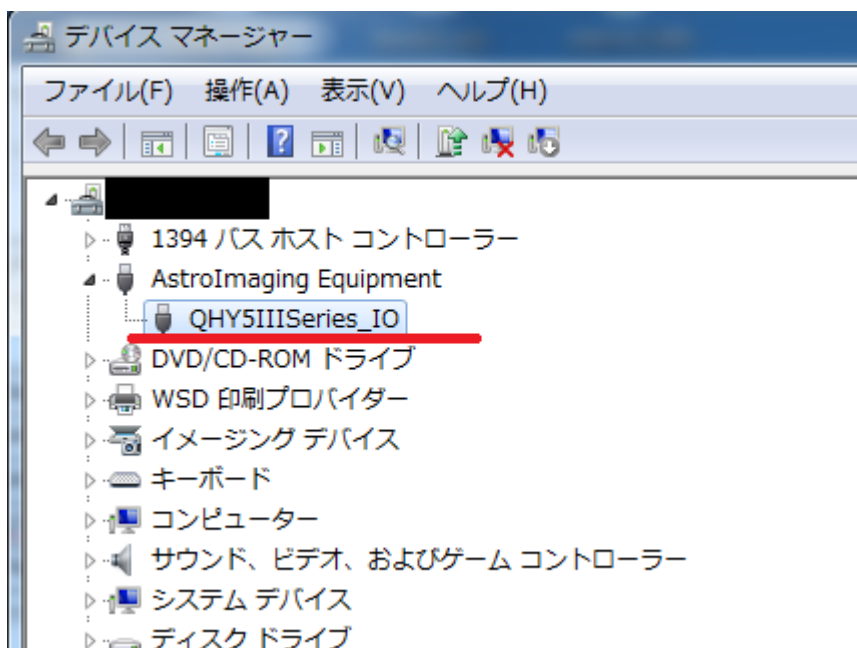 デバイス マネージャー
ファイル(F) 操作(A) 表示(V) ヘルプ(H)
1394 バス ホスト コントローラー
AstroImaging Equipment
QHY5IIISeries_IO
DVD/CD-ROM ドライブ
WSD 印刷プロバイダー
イメージング デバイス
キーボード
コンピューター
サウンド、ビデオ、およびゲーム コントローラー
システム デバイス
ディスク ドライブ